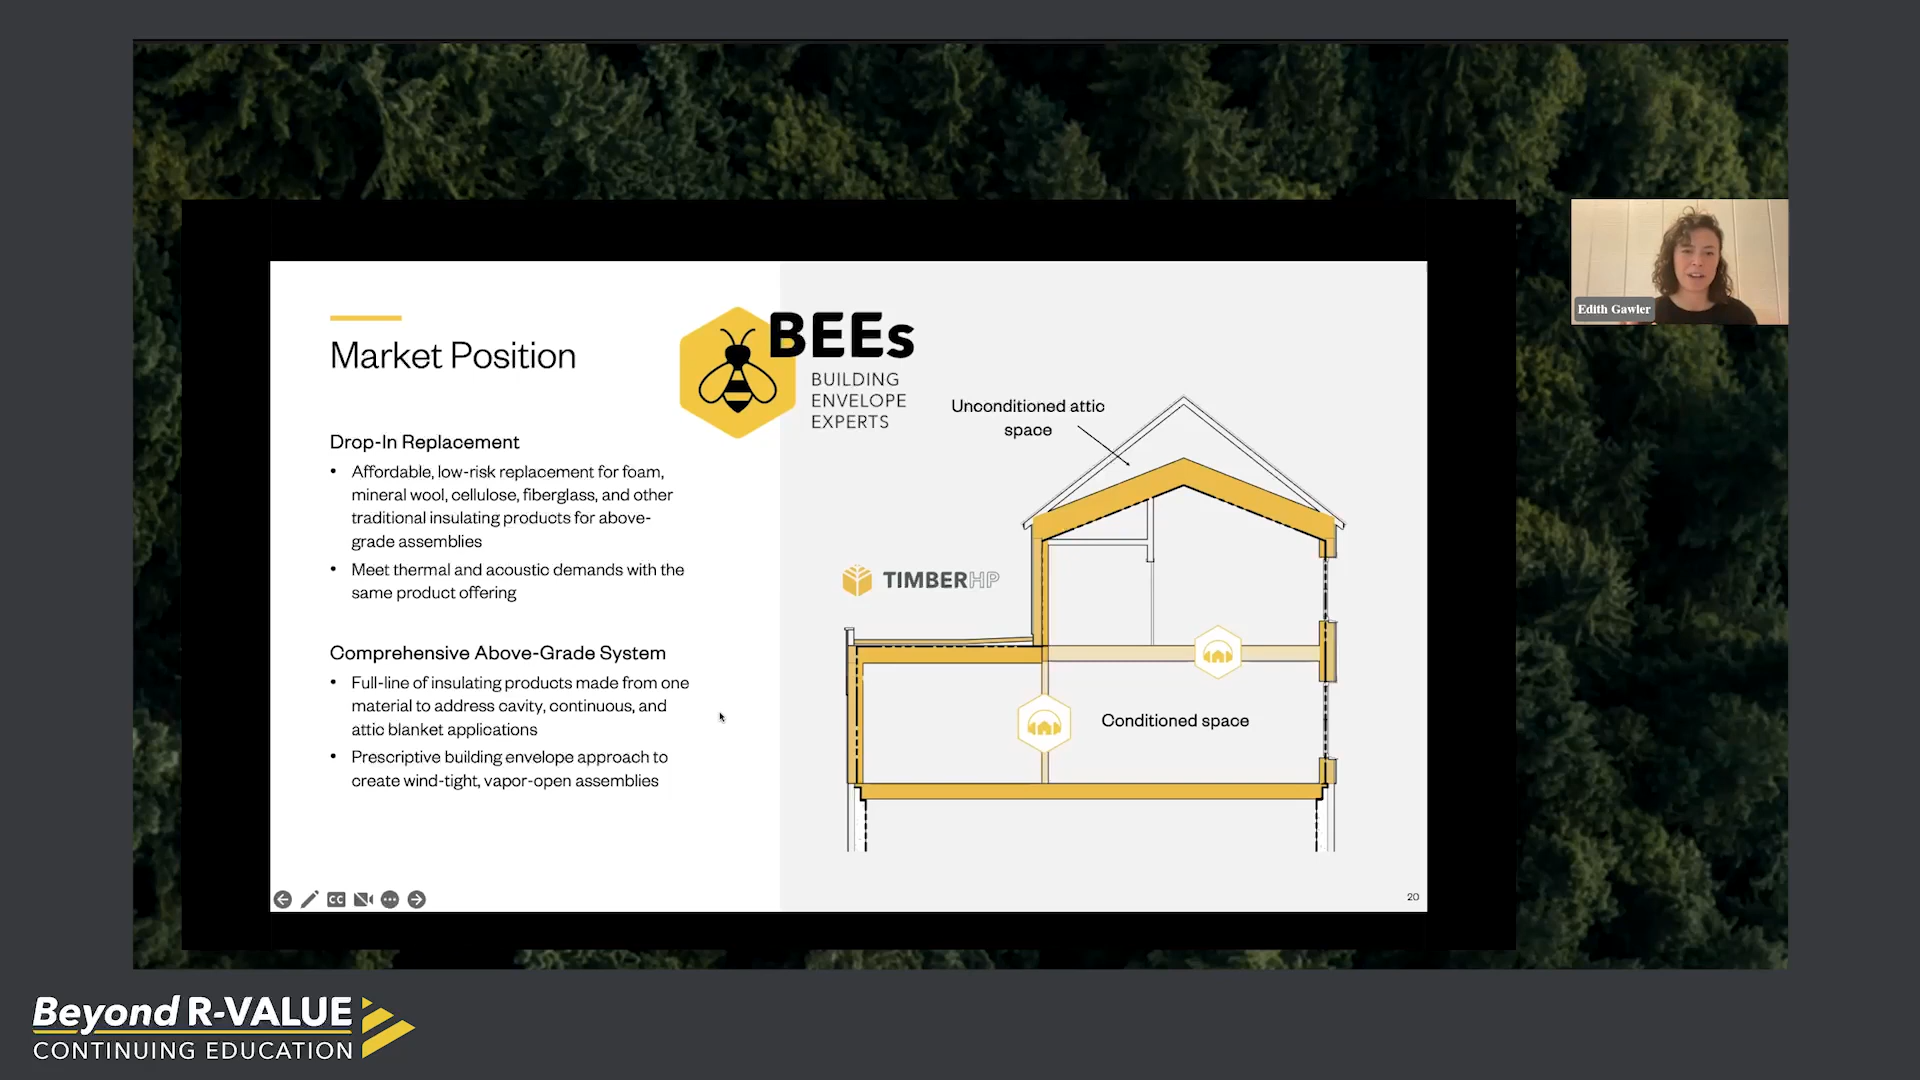 Market Position
BEEs
BUILDING
ENVELOPE
EXPERTS
Drop-In Replacement
• Affordable, low-risk replacement for foam,
mineral wool, cellulose, fiberglass, and other
traditional insulating products for above-
grade assemblies
• Meet thermal and acoustic demands with the
same product offering
Comprehensive Above-Grade System
• Full-line of insulating products made from one
material to address cavity, continuous, and
attic blanket applications
• Prescriptive building envelope approach to
create wind-tight, vapor-open assemblies
Unconditioned attic
space
TIMBERHP
Conditioned space
20
CC
Edith Gawler
Beyond R-VALUE
CONTINUING EDUCATION